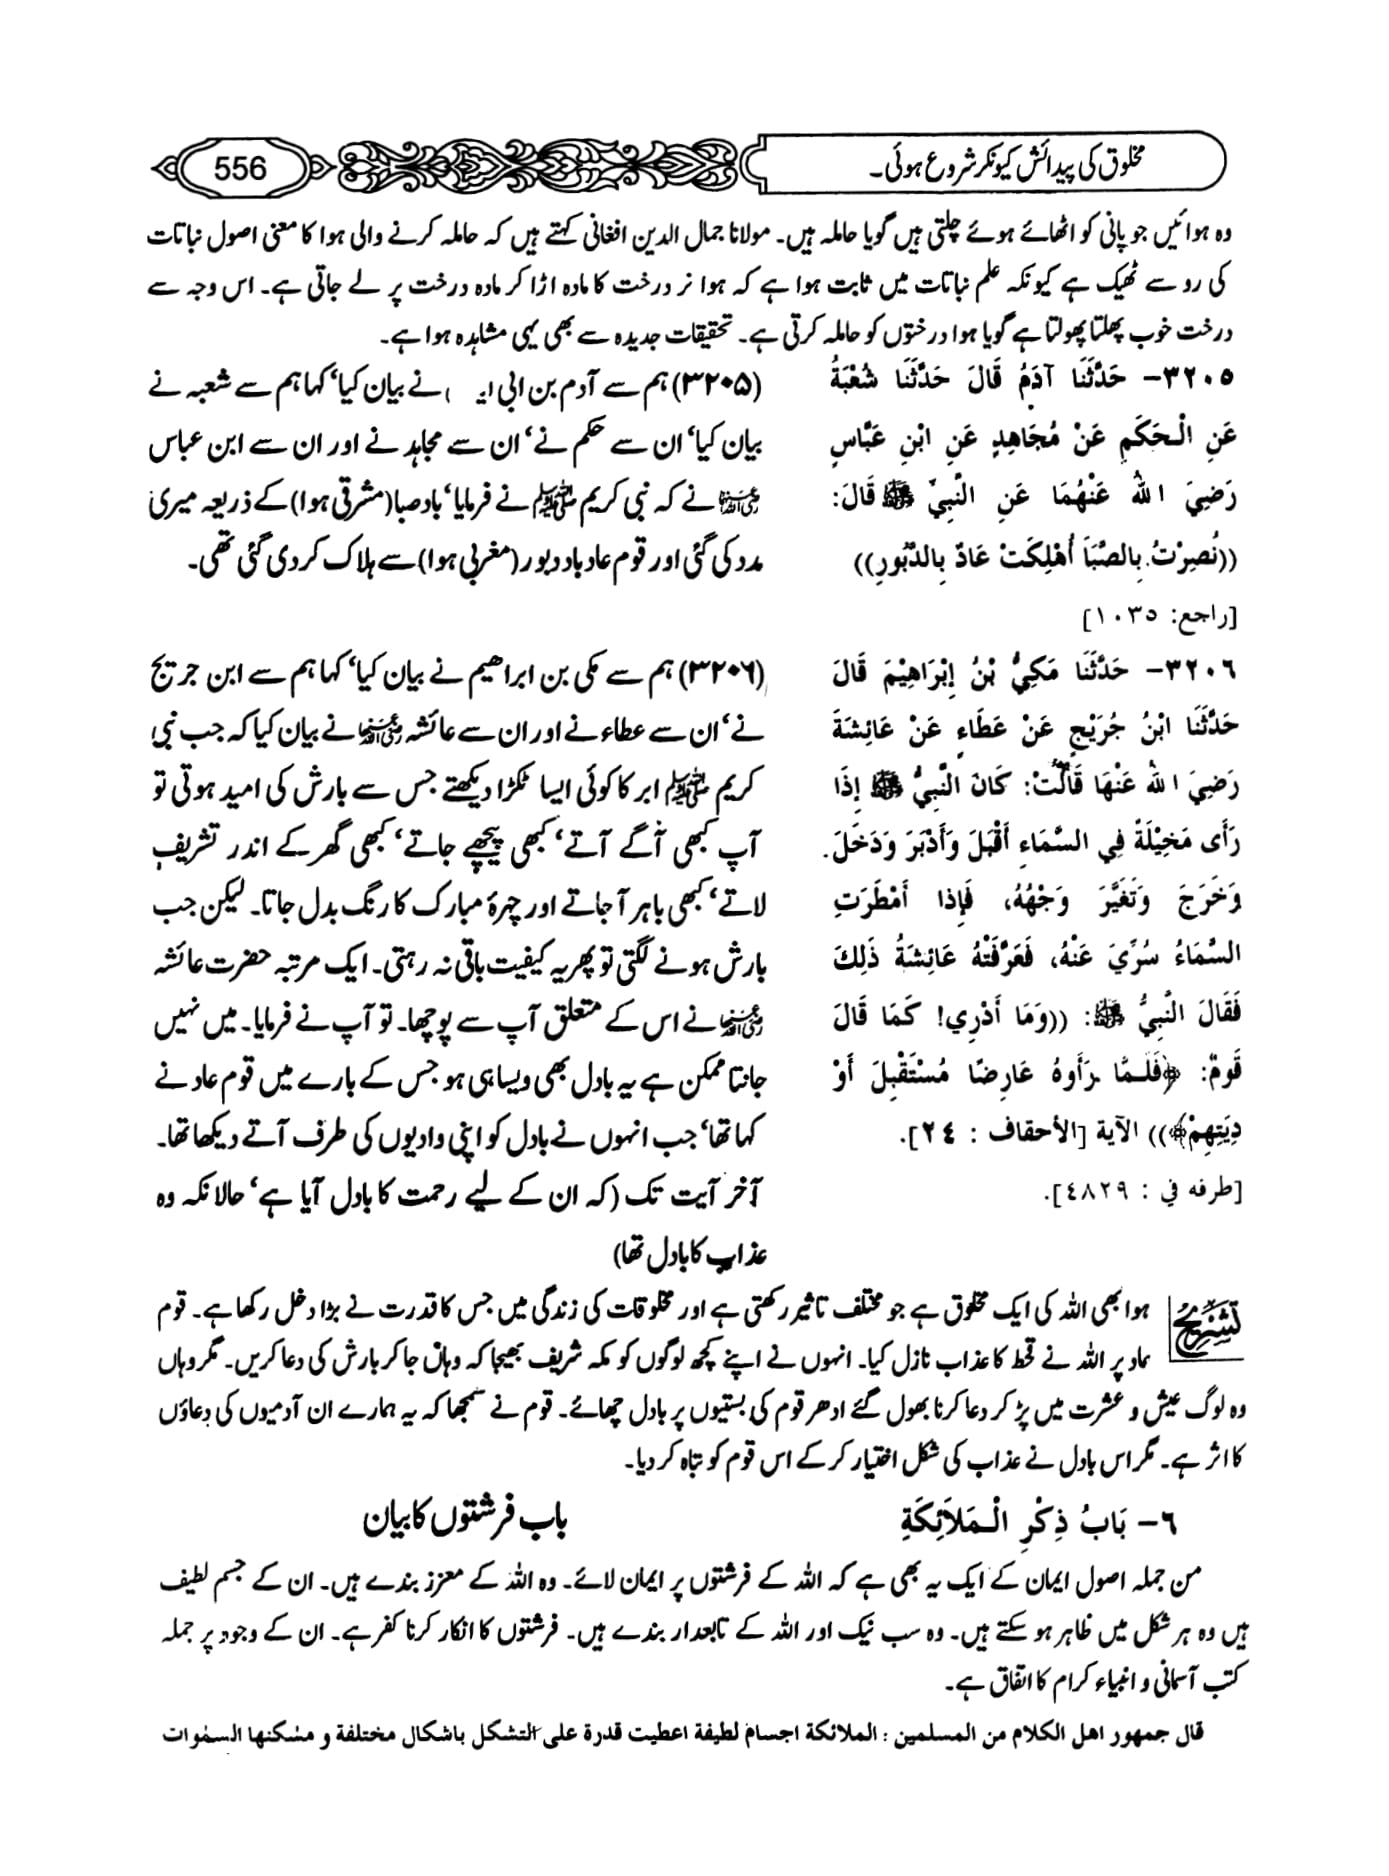 مخلوق کی پیدائش کیونکر شروع ہوئی۔
556
وہ ہوائیں جو پانی کو اٹھائے ہوئے چلتی ہیں گویا حاملہ ہیں۔ مولانا جمال الدین افغانی کہتے ہیں کہ حاملہ کرنے والی ہوا کا معنی اصول نباتات
کی رو سے ٹھیک ہے کیونکہ علم نباتات میں ثابت ہوا ہے کہ ہوا نر درخت کا مادہ اڑا کر مادہ درخت پر لے جاتی ہے۔ اس وجہ سے
درخت خوب پھلتا پھولتا ہے گویا ہوا درختوں کو حاملہ کرتی ہے۔ تحقیقات جدیدہ سے بھی یہی مشاہدہ ہوا ہے۔
٣٢٠٥- حَدَّثَنَا آدَمُ قَالَ حَدَّثَنَا شُعْبَةُ
عَنِ الْحَكَمِ عَنْ مُجَاهِدٍ عَنِ ابْنِ عَبَّاسٍ
رَضِيَ اللهُ عَنْهُمَا عَنِ النَّبِيِّ ﷺ قَالَ:
((نُصِرْتُ بِالصَّبَا أُهْلِكَتْ عَادٌ بِالدَّبُورِ))
[راجع: ١٠٣٥]
(۳۲۰۵) ہم سے آدم بن ابی نے بیان کیا‘ کہا ہم سے شعبہ نے
بیان کیا‘ ان سے حکم نے‘ ان سے مجاہد نے اور ان سے ابن عباس
رضی اللہ عنہما نے کہ نبی کریم ﷺ نے فرمایا‘ باد صبا (مشرقی ہوا) کے ذریعہ میری
مدد کی گئی اور قوم عاد باد دبور (مغربی ہوا) سے ہلاک کر دی گئی تھی۔
٣٢٠٦- حَدَّثَنَا مَكِّيُّ بْنُ إِبْرَاهِيْمَ قَالَ
حَدَّثَنَا ابْنُ جُرَيْجٍ عَنْ عَطَاءٍ عَنْ عَائِشَةَ
رَضِيَ اللهُ عَنْهَا قَالَتْ: كَانَ النَّبِيُّ ﷺ إِذَا
رَأَى مَخِيْلَةً فِي السَّمَاءِ أَقْبَلَ وَأَدْبَرَ وَدَخَلَ
وَخَرَجَ وَتَغَيَّرَ وَجْهُهُ، فَإِذا أَمْطَرَتِ
السَّمَاءُ سُرِّيَ عَنْهُ، فَعَرَّفَتْهُ عَائِشَةُ ذَلِكَ
فَقَالَ النَّبِيُّ ﷺ: ((وَمَا أَدْرِي! كَمَا قَالَ
قَومٌ: ﴿فَلَمَّا رَأَوهُ عَارِضًا مُسْتَقْبِلَ أَوْ
دِيَتِهِمْ﴾)) الآية [الأحقاف : ٢٤].
[طرفه في : ٤٨٢٩].
(۳۲۰۶) ہم سے مکی بن ابراھیم نے بیان کیا‘ کہا ہم سے ابن جریج
نے‘ ان سے عطاء نے اور ان سے عائشہ رضی اللہ عنہا نے بیان کیا کہ جب نبی
کریم ﷺ ابر کا کوئی ایسا ٹکڑا دیکھتے جس سے بارش کی امید ہوتی تو
آپ کبھی آگے آتے‘ کبھی پیچھے جاتے‘ کبھی گھر کے اندر تشریف
لاتے‘ کبھی باہر آ جاتے اور چہرۂ مبارک کا رنگ بدل جاتا۔ لیکن جب
بارش ہونے لگتی تو پھر یہ کیفیت باقی نہ رہتی۔ ایک مرتبہ حضرت عائشہ
رضی اللہ عنہا نے اس کے متعلق آپ سے پوچھا۔ تو آپ نے فرمایا۔ میں نہیں
جانتا ممکن ہے یہ بادل بھی ویسا ہی ہو جس کے بارے میں قوم عاد نے
کہا تھا‘ جب انہوں نے بادل کو اپنی وادیوں کی طرف آتے دیکھا تھا۔
آخر آیت تک (کہ ان کے لیے رحمت کا بادل آیا ہے‘ حالانکہ وہ
عذاب کا بادل تھا)
تشریح
ہوا بھی اللہ کی ایک مخلوق ہے جو مختلف تاثیر رکھتی ہے اور مخلوقات کی زندگی میں جس کا قدرت نے بڑا دخل رکھا ہے۔ قوم
عاد پر اللہ نے قحط کا عذاب نازل کیا۔ انہوں نے اپنے کچھ لوگوں کو مکہ شریف بھیجا کہ وہاں جا کر بارش کی دعا کریں۔ مگر وہاں
وہ لوگ عیش و عشرت میں پڑ کر دعا کرنا بھول گئے ادھر قوم کی بستیوں پر بادل چھائے۔ قوم نے سمجھا کہ یہ ہمارے ان آدمیوں کی دعاؤں
کا اثر ہے۔ مگر اس بادل نے عذاب کی شکل اختیار کر کے اس قوم کو تباہ کر دیا۔
٦- بَابُ ذِكْرِ الْمَلاَئِكَةِ
باب فرشتوں کا بیان
من جملہ اصول ایمان کے ایک یہ بھی ہے کہ اللہ کے فرشتوں پر ایمان لائے۔ وہ اللہ کے معزز بندے ہیں۔ ان کے جسم لطیف
ہیں وہ ہر شکل میں ظاہر ہو سکتے ہیں۔ وہ سب نیک اور اللہ کے تابعدار بندے ہیں۔ فرشتوں کا انکار کرنا کفر ہے۔ ان کے وجود پر جملہ
کتب آسمانی و انبیاء کرام کا اتفاق ہے۔
قال جمهور اهل الكلام من المسلمين : الملائكة اجسام لطيفة اعطيت قدرة على التشكل باشكال مختلفة و مسكنها السموات